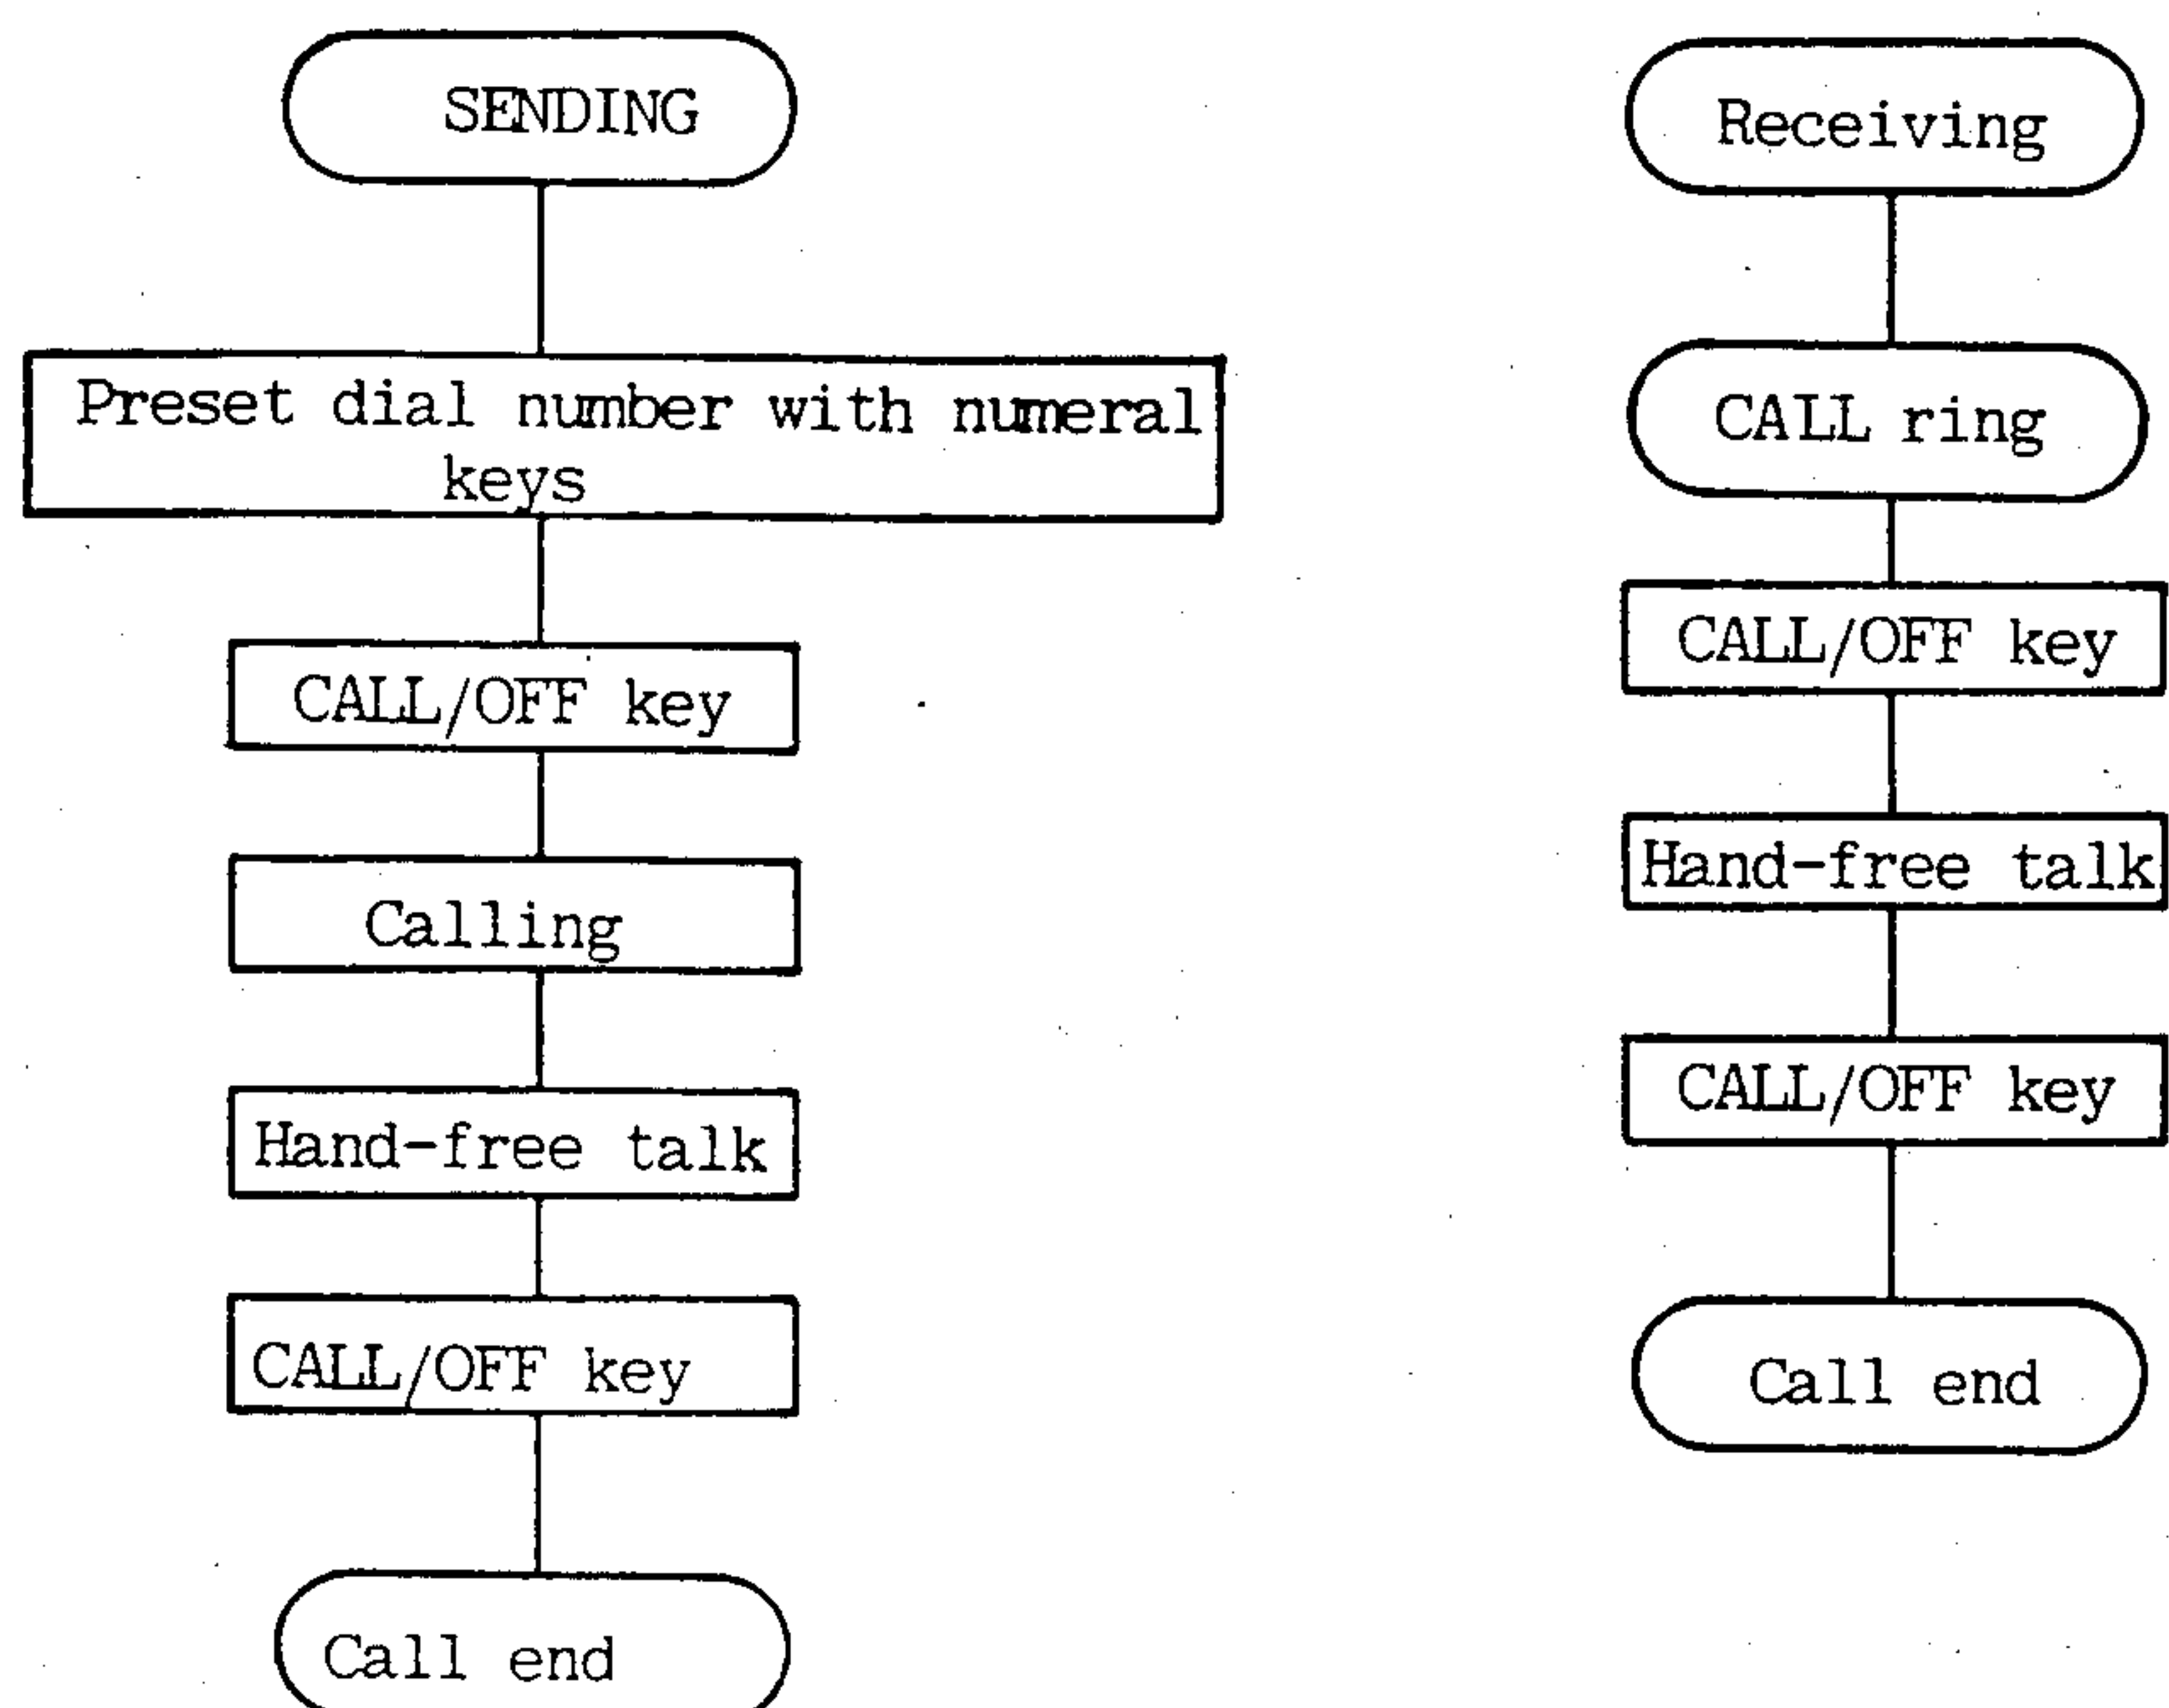 SENDING
Preset dial number with numeral
keys
CALL/OFF key
Calling
Hand-free talk
CALL/OFF key
Call end
Receiving
CALL ring
CALL/OFF key
Hand-free talk
CALL/OFF key
Call end